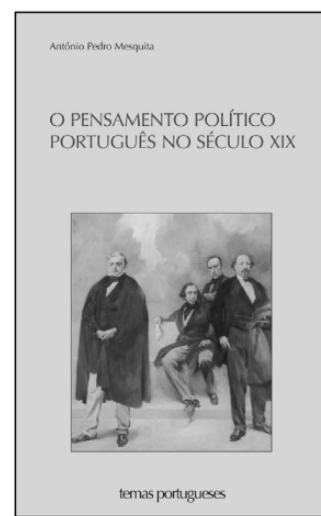 António Pedro Mesquita
O PENSAMENTO POLÍTICO
PORTUGUÊS NO SÉCULO XIX
temas portugueses